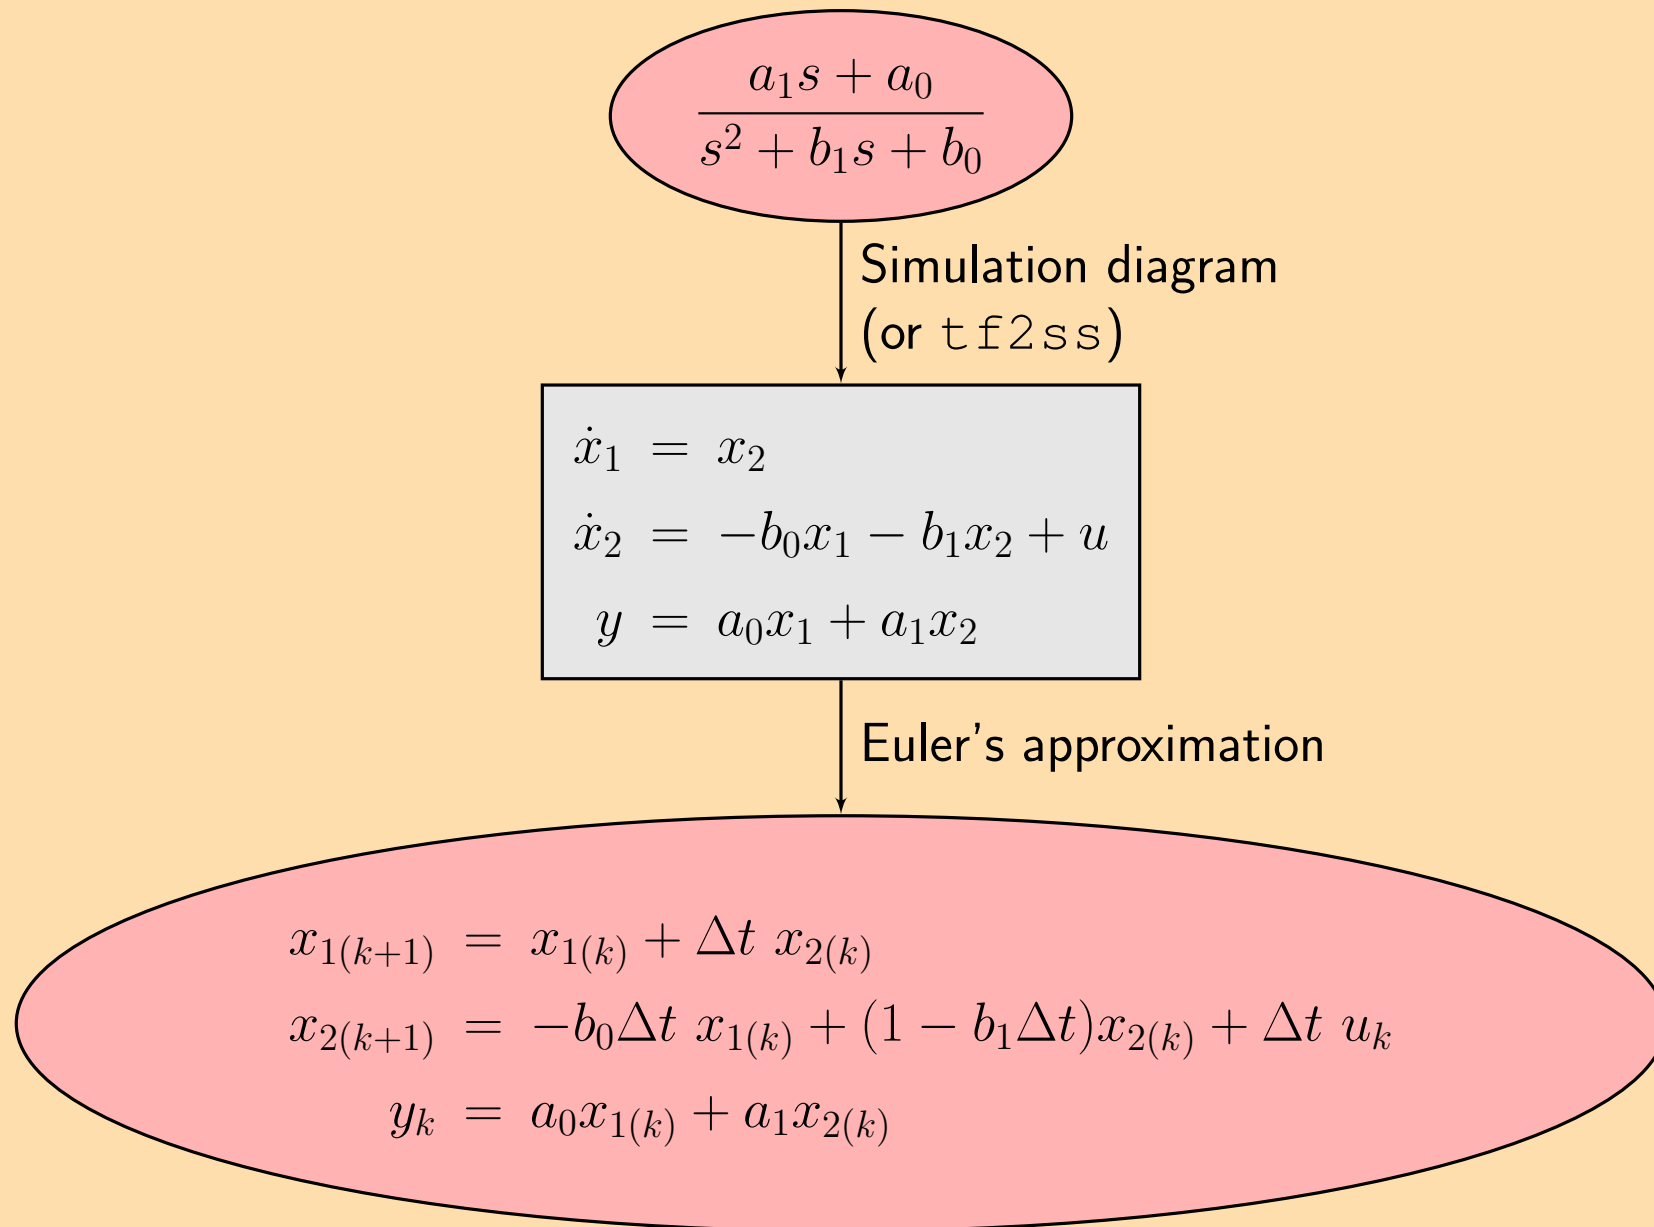 a₁s + a₀
s² + b₁s + b₀
Simulation diagram
(or tf2ss)
ẋ₁ = x₂
ẋ₂ = −b₀x₁ − b₁x₂ + u
y = a₀x₁ + a₁x₂
Euler's approximation
x₁₍ₖ₊₁₎ = x₁₍ₖ₎ + Δt x₂₍ₖ₎
x₂₍ₖ₊₁₎ = −b₀Δt x₁₍ₖ₎ + (1 − b₁Δt)x₂₍ₖ₎ + Δt uₖ
yₖ = a₀x₁₍ₖ₎ + a₁x₂₍ₖ₎